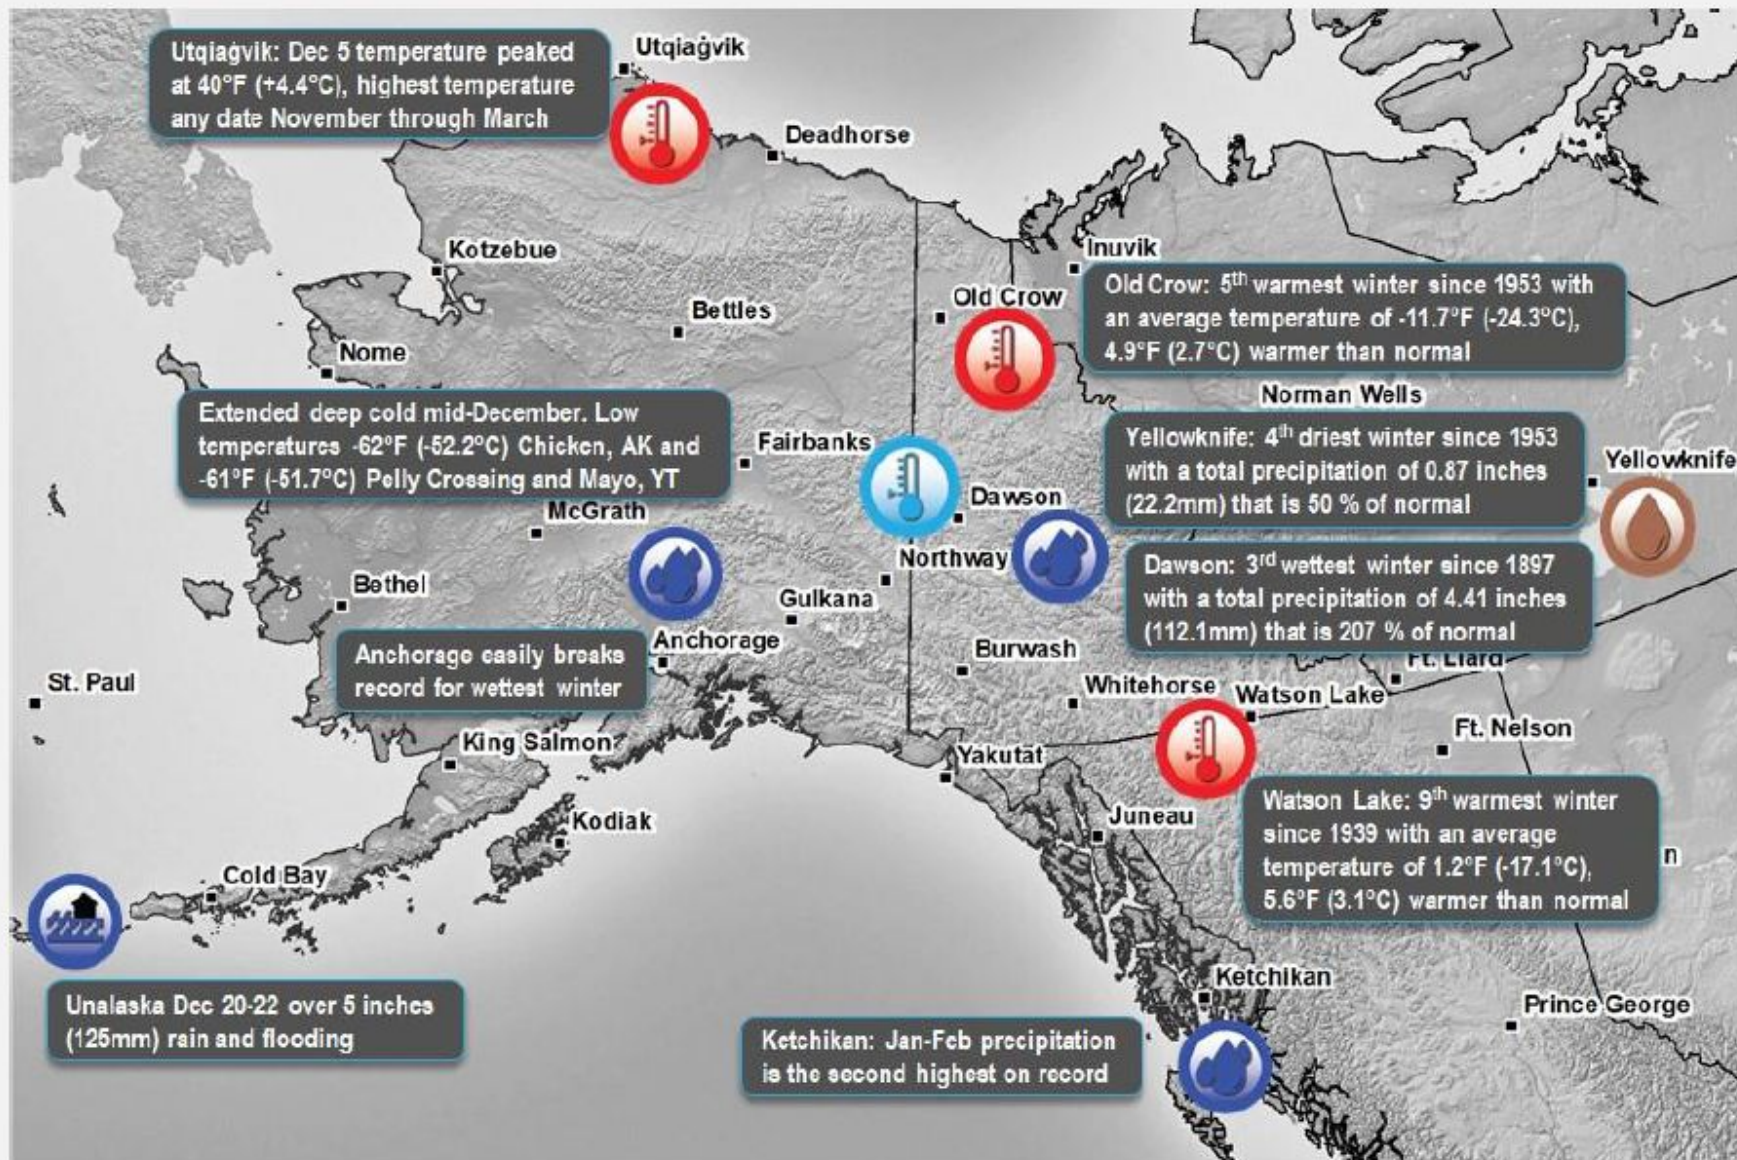 Utqiaġvik: Dec 5 temperature peaked
at 40°F (+4.4°C), highest temperature
any date November through March
Utqiaġvik
Deadhorse
Kotzebue
Inuvik
Bettles
Old Crow
Old Crow: 5th warmest winter since 1953 with
an average temperature of -11.7°F (-24.3°C),
4.9°F (2.7°C) warmer than normal
Nome
Norman Wells
Extended deep cold mid-December. Low
temperatures -62°F (-52.2°C) Chicken, AK and
-61°F (-51.7°C) Pelly Crossing and Mayo, YT
Fairbanks
Yellowknife: 4th driest winter since 1953
with a total precipitation of 0.87 inches
(22.2mm) that is 50 % of normal
Yellowknife
McGrath
Dawson
Northway
Dawson: 3rd wettest winter since 1897
with a total precipitation of 4.41 inches
(112.1mm) that is 207 % of normal
Bethel
Gulkana
Anchorage
Anchorage easily breaks
record for wettest winter
Burwash
Ft. Liard
St. Paul
Whitehorse
Watson Lake
King Salmon
Yakutat
Ft. Nelson
Kodiak
Juneau
Watson Lake: 9th warmest winter
since 1939 with an average
temperature of 1.2°F (-17.1°C),
5.6°F (3.1°C) warmer than normal
n
Cold Bay
Unalaska Dec 20-22 over 5 inches
(125mm) rain and flooding
Ketchikan
Prince George
Ketchikan: Jan-Feb precipitation
is the second highest on record